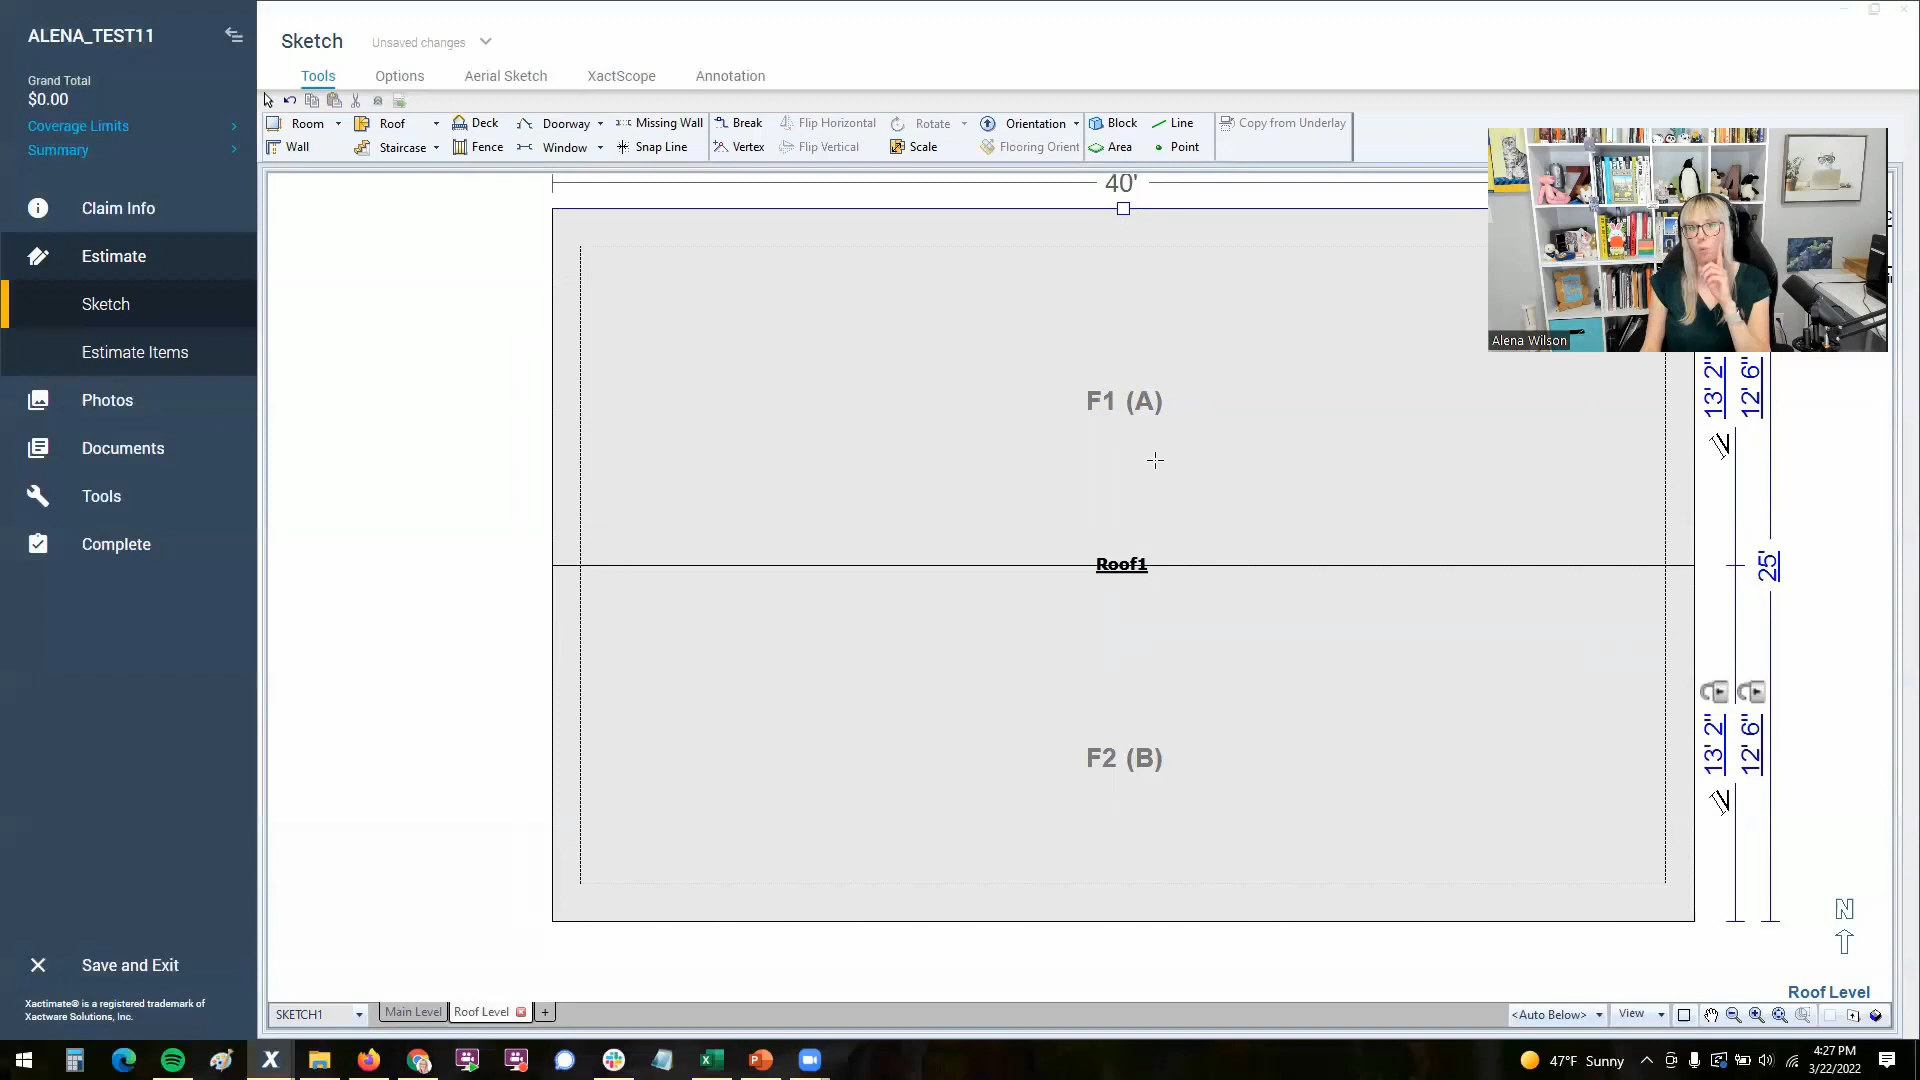 ALENA_TEST11
Grand Total
$0.00
Coverage Limits
Summary
Claim Info
Estimate
Sketch
Estimate Items
Photos
Documents
Tools
Complete
Save and Exit
Xactimate® is a registered trademark of
Xactware Solutions, Inc.
Sketch Unsaved changes
Tools Options Aerial Sketch XactScope Annotation
Room Roof Deck Doorway Missing Wall Break Flip Horizontal Rotate Orientation Block Line Copy from Underlay
Wall Staircase Fence Window Snap Line Vertex Flip Vertical Scale Flooring Orient Area Point
40'
Alena Wilson
13' 2" 12' 6"
F1 (A)
Roof1
25'
13' 2" 12' 6"
F2 (B)
N
Roof Level
SKETCH1 Main Level Roof Level + <Auto Below> View
47°F Sunny
4:27 PM
3/22/2022